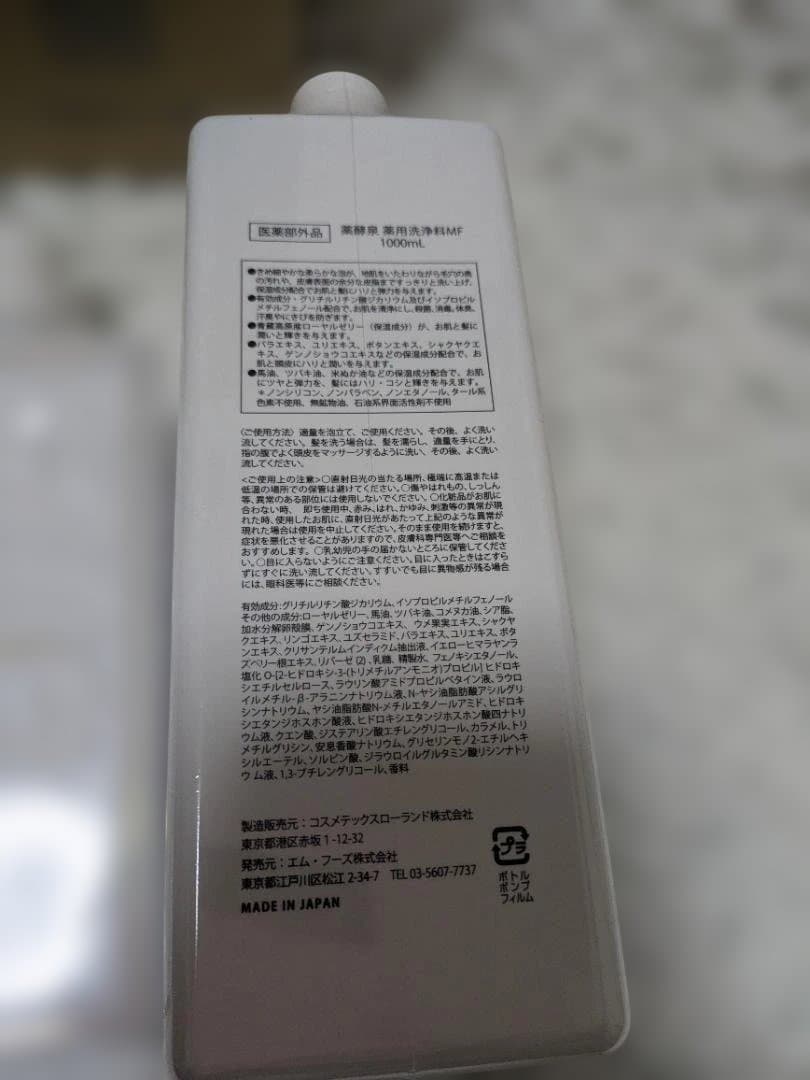 医薬部外品 薬酵泉 薬用洗浄料MF
1000mL
●きめ細やかな柔らかな泡が、地肌をいたわりながら毛穴の奥
の汚れや、皮膚表面の余分な皮脂まですっきりと洗い上げ、
保湿成分配合でお肌と髪にハリと弾力を与えます。
●有効成分・グリチルリチン酸ジカリウム及びイソプロピル
メチルフェノール配合で、お肌を清浄にし、殺菌、消毒、体臭、
汗臭やにきびを防ぎます。
●青蔵高原産ローヤルゼリー（保湿成分）が、お肌と髪に
潤いと輝きを与えます。
●バラエキス、ユリエキス、ボタンエキス、シャクヤクエ
キス、ゲンノショウコエキスなどの保湿成分配合で、お
肌と頭皮にハリと潤いを与えます。
●馬油、ツバキ油、米ぬか油などの保湿成分配合で、お肌
にツヤと弾力を、髪にはハリ・コシと輝きを与えます。
＊ノンシリコン、ノンパラベン、ノンエタノール、タール系
色素不使用、無鉱物油、石油系界面活性剤不使用
〈ご使用方法〉適量を泡立て、ご使用ください。その後、よく洗い
流してください。髪を洗う場合は、髪を濡らし、適量を手にとり、
指の腹でよく頭皮をマッサージするように洗い、その後、よく洗い
流してください。
<ご使用上の注意>○直射日光の当たる場所、極端に高温または
低温の場所での保管は避けてください。○傷やはれもの、しっしん
等、異常のある部位には使用しないでください。○化粧品がお肌に
合わない時、 即ち使用中、赤み、はれ、かゆみ、刺激等の異常が現
れた時、使用したお肌に、直射日光があたって上記のような異常が
現れた場合は使用を中止してください。そのまま使用を続けますと、
症状を悪化させることがありますので、皮膚科専門医等へご相談を
おすすめします。○乳幼児の手の届かないところに保管してくださ
い。○目に入らないようにご注意ください。目に入ったときはこすら
ずにすぐに洗い流してください。すすいでも目に異物感が残る場合
には、眼科医等にご相談ください。
有効成分:グリチルリチン酸ジカリウム、イソプロピルメチルフェノール
その他の成分:ローヤルゼリー、馬油、ツバキ油、コメヌカ油、シア脂、
加水分解卵殻膜、ゲンノショウコエキス、ウメ果実エキス、シャクヤ
クエキス、リンゴエキス、ユズセラミド、バラエキス、ユリエキス、ボタ
ンエキス、クリサンテルムインディクム抽出液、イエローヒマラヤンラ
ズベリー根エキス、リパーゼ(2)、乳糖、精製水、フェノキシエタノール、
塩化 O-[2-ヒドロキシ-3-(トリメチルアンモニオ)プロピル] ヒドロキ
シエチルセルロース、ラウリン酸アミドプロピルベタイン液、ラウロ
イルメチル-β-アラニンナトリウム液、N-ヤシ油脂肪酸アシルグリ
シンナトリウム、ヤシ油脂肪酸N-メチルエタノールアミド、ヒドロキ
シエタンジホスホン酸液、ヒドロキシエタンジホスホン酸四ナトリ
ウム液、クエン酸、ジステアリン酸エチレングリコール、カラメル、トリ
メチルグリシン、安息香酸ナトリウム、グリセリンモノ2-エチルヘキ
シルエーテル、ソルビン酸、ジラウロイルグルタミン酸リシンナトリ
ウム液、1,3-ブチレングリコール、香料
製造販売元：コスメテックスローランド株式会社
東京都港区赤坂 1-12-32
発売元：エム・フーズ株式会社
東京都江戸川区松江 2-34-7 TEL 03-5607-7737
MADE IN JAPAN
プラ
ボトル
ポンプ
フィルム